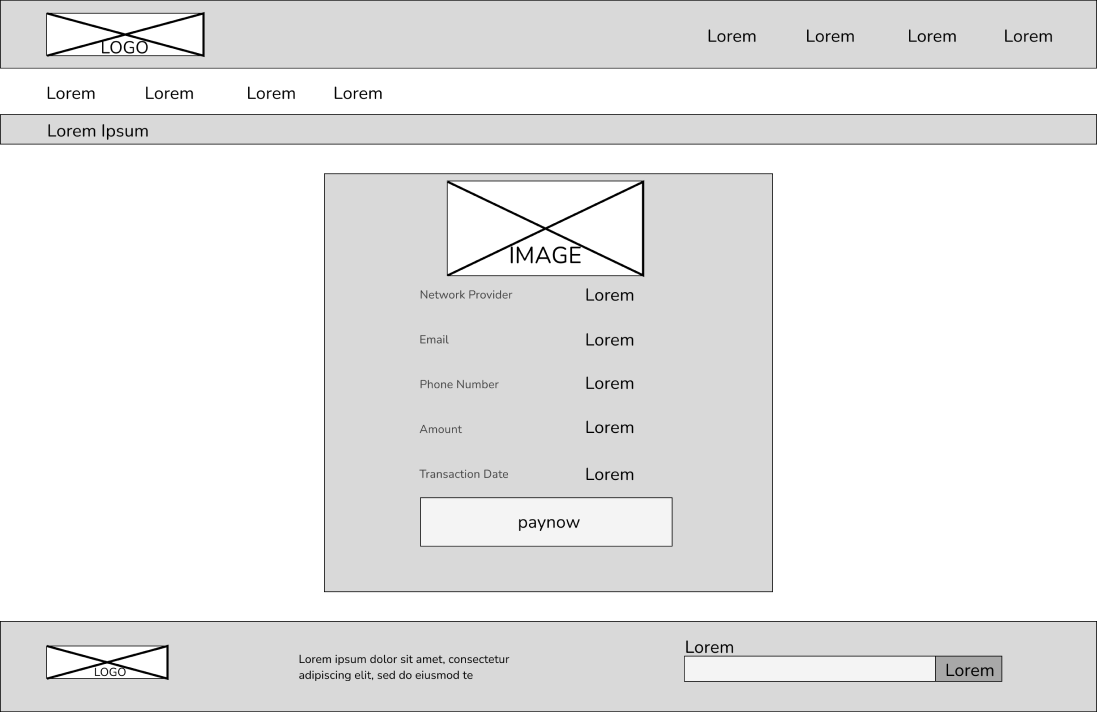 LOGO
Lorem Lorem Lorem Lorem
Lorem Lorem Lorem Lorem
Lorem Ipsum
IMAGE
Network Provider Lorem
Email Lorem
Phone Number Lorem
Amount Lorem
Transaction Date Lorem
paynow
LOGO
Lorem ipsum dolor sit amet, consectetur
adipiscing elit, sed do eiusmod te
Lorem
Lorem